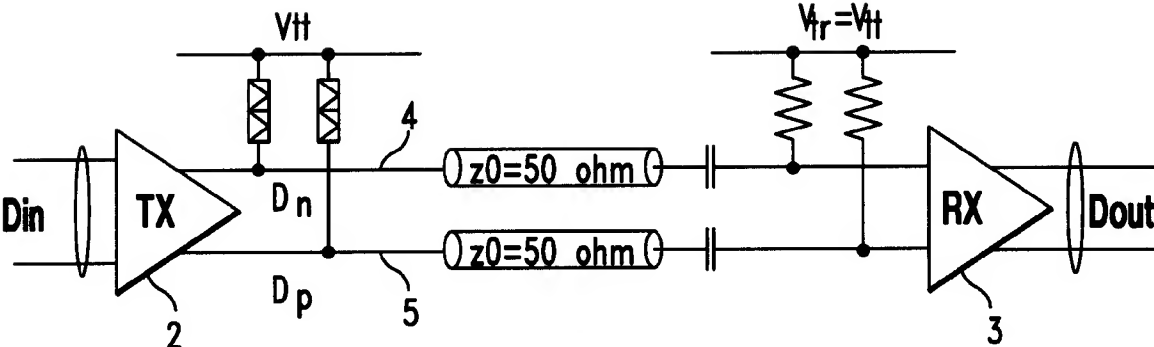 Vtt
Vtr=Vtt
4
z0=50 ohm
Din
TX
Dn
RX
Dout
z0=50 ohm
Dp
2
5
3